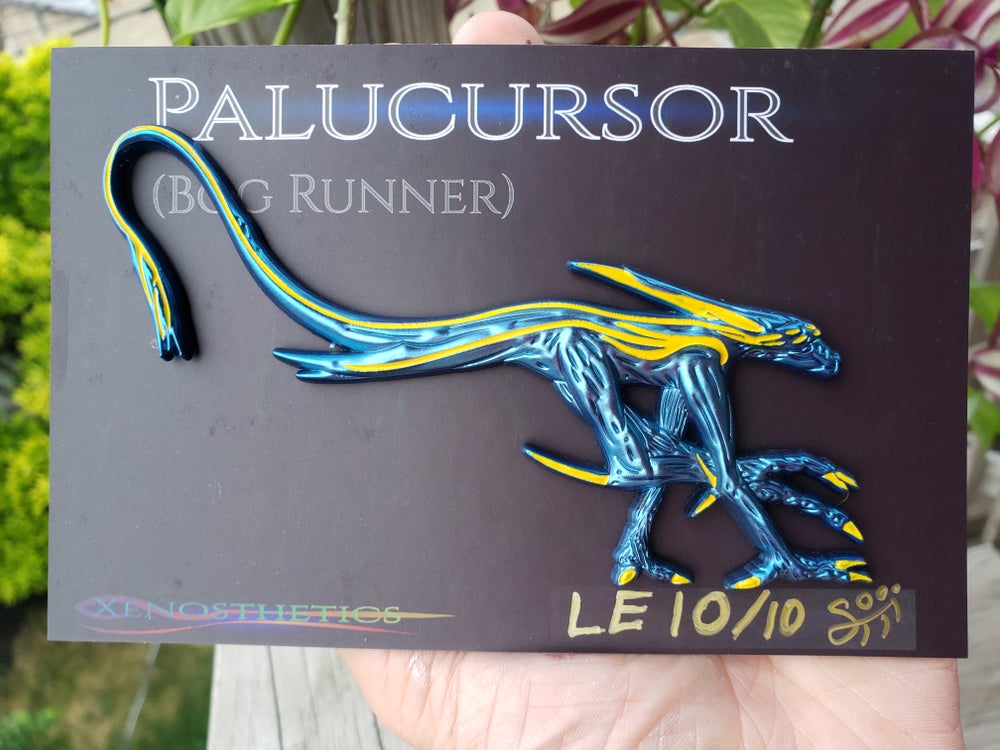 PALUCURSOR
(BOG RUNNER)
XENOSTHETICS
LE 10/10